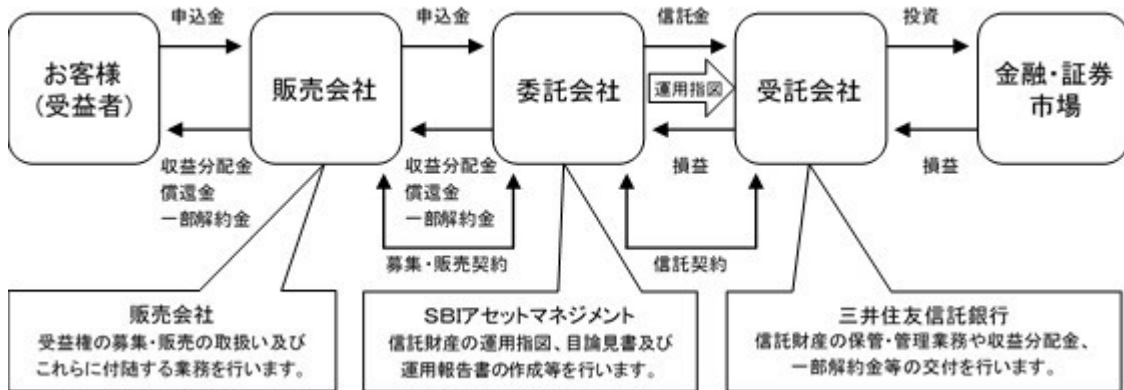 申込金
申込金
信託金
投資
お客様
(受益者)
販売会社
委託会社
運用指図
受託会社
金融・証券
市場
収益分配金
償還金
一部解約金
収益分配金
償還金
一部解約金
損益
損益
募集・販売契約
信託契約
販売会社
受益権の募集・販売の取扱い及び
これらに付随する業務を行います。
SBIアセットマネジメント
信託財産の運用指図、目論見書及び
運用報告書の作成等を行います。
三井住友信託銀行
信託財産の保管・管理業務や収益分配金、
一部解約金等の交付を行います。